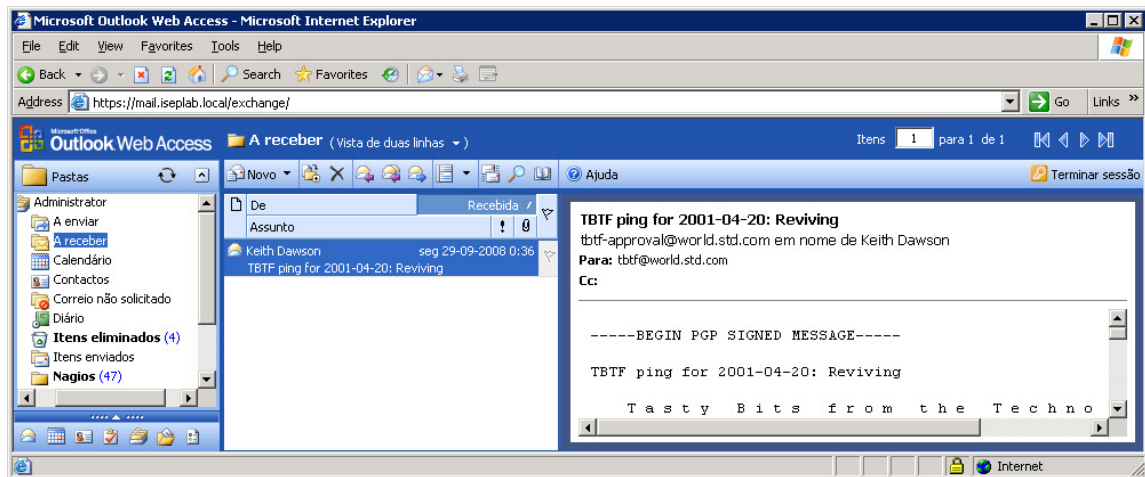 Microsoft Outlook Web Access - Microsoft Internet Explorer
File Edit View Favorites Tools Help
Back Search Favorites
Address https://mail.iseplab.local/exchange/ Go Links »
Microsoft Office
Outlook Web Access A receber (Vista de duas linhas) Itens 1 para 1 de 1
Pastas Novo Ajuda Terminar sessão
Administrator
A enviar
A receber
Calendário
Contactos
Correio não solicitado
Diário
Itens eliminados (4)
Itens enviados
Nagios (47)
De Recebida
Assunto !
Keith Dawson seg 29-09-2008 0:36
TBTF ping for 2001-04-20: Reviving
TBTF ping for 2001-04-20: Reviving
tbtf-approval@world.std.com em nome de Keith Dawson
Para: tbtf@world.std.com
Cc:
-----BEGIN PGP SIGNED MESSAGE-----
TBTF ping for 2001-04-20: Reviving
T a s t y B i t s f r o m t h e T e c h n o
Internet